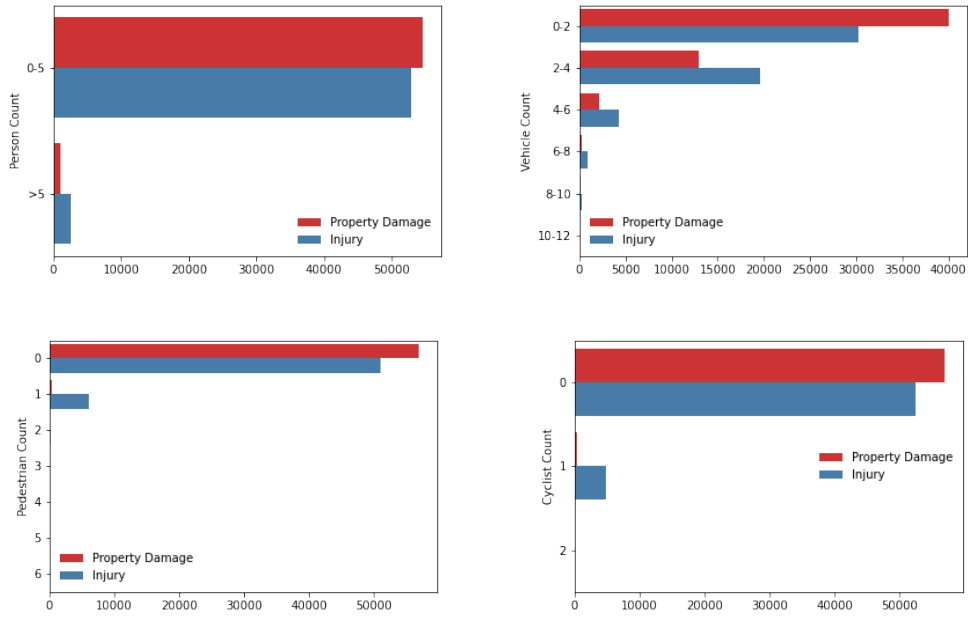 Person Count
0-5
>5
Property Damage
Injury
0 10000 20000 30000 40000 50000
Vehicle Count
0-2
2-4
4-6
6-8
8-10
10-12
Property Damage
Injury
0 5000 10000 15000 20000 25000 30000 35000 40000
Pedestrian Count
0
1
2
3
4
5
6
Property Damage
Injury
0 10000 20000 30000 40000 50000
Cyclist Count
0
1
2
Property Damage
Injury
0 10000 20000 30000 40000 50000